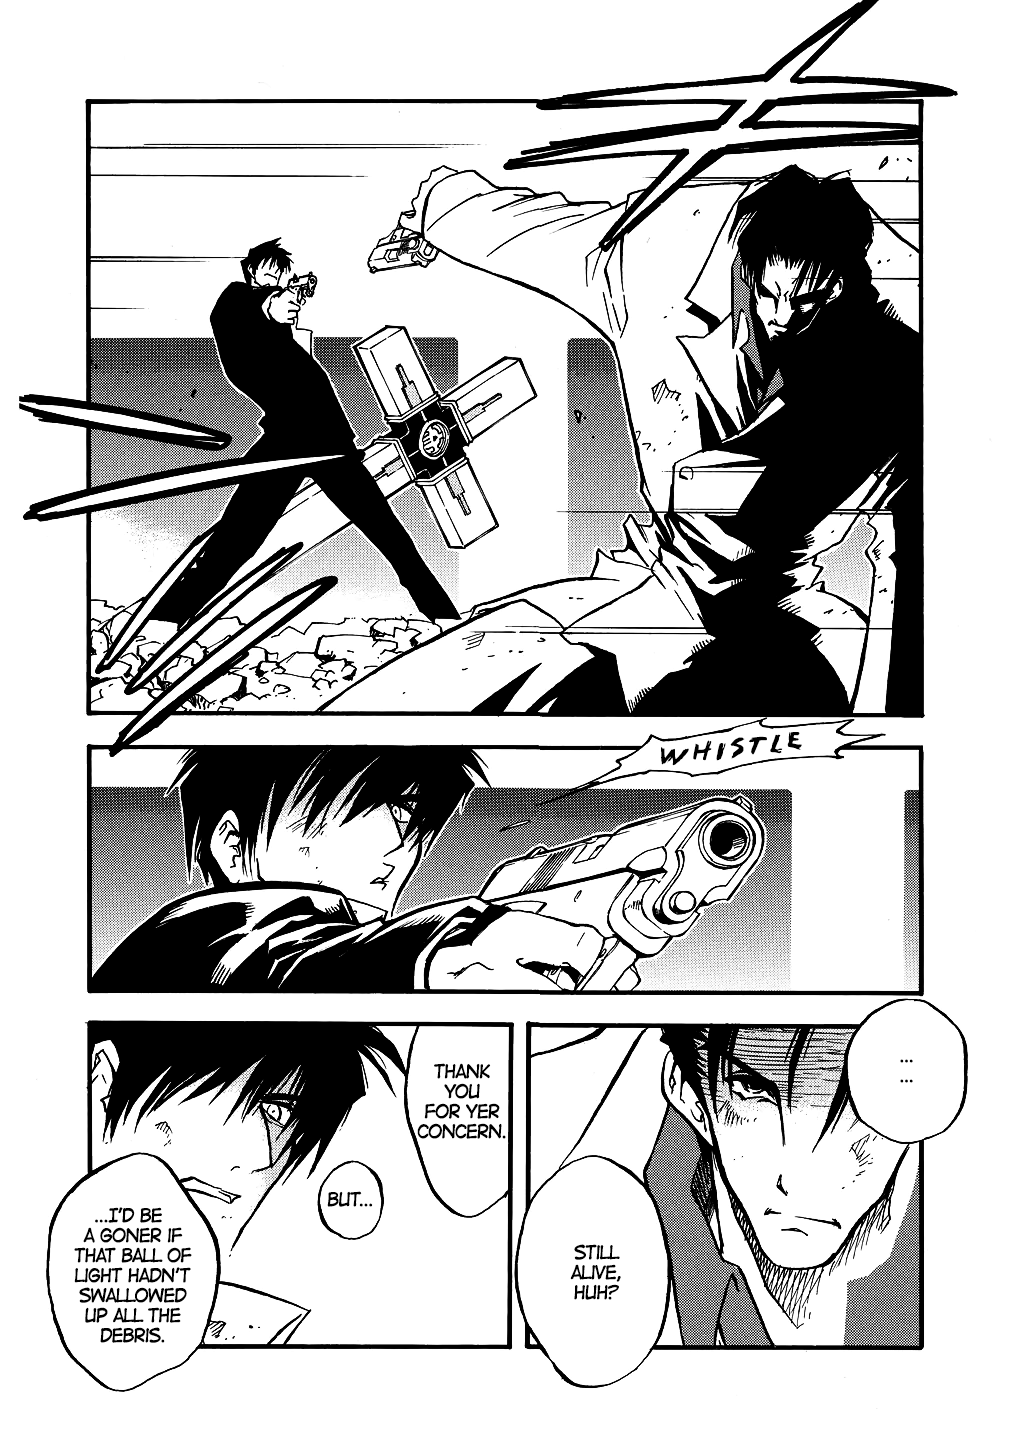 WHISTLE
...
...
STILL
ALIVE,
HUH?
THANK
YOU
FOR YER
CONCERN.
BUT...
...I'D BE
A GONER IF
THAT BALL OF
LIGHT HADN'T
SWALLOWED
UP ALL THE
DEBRIS.